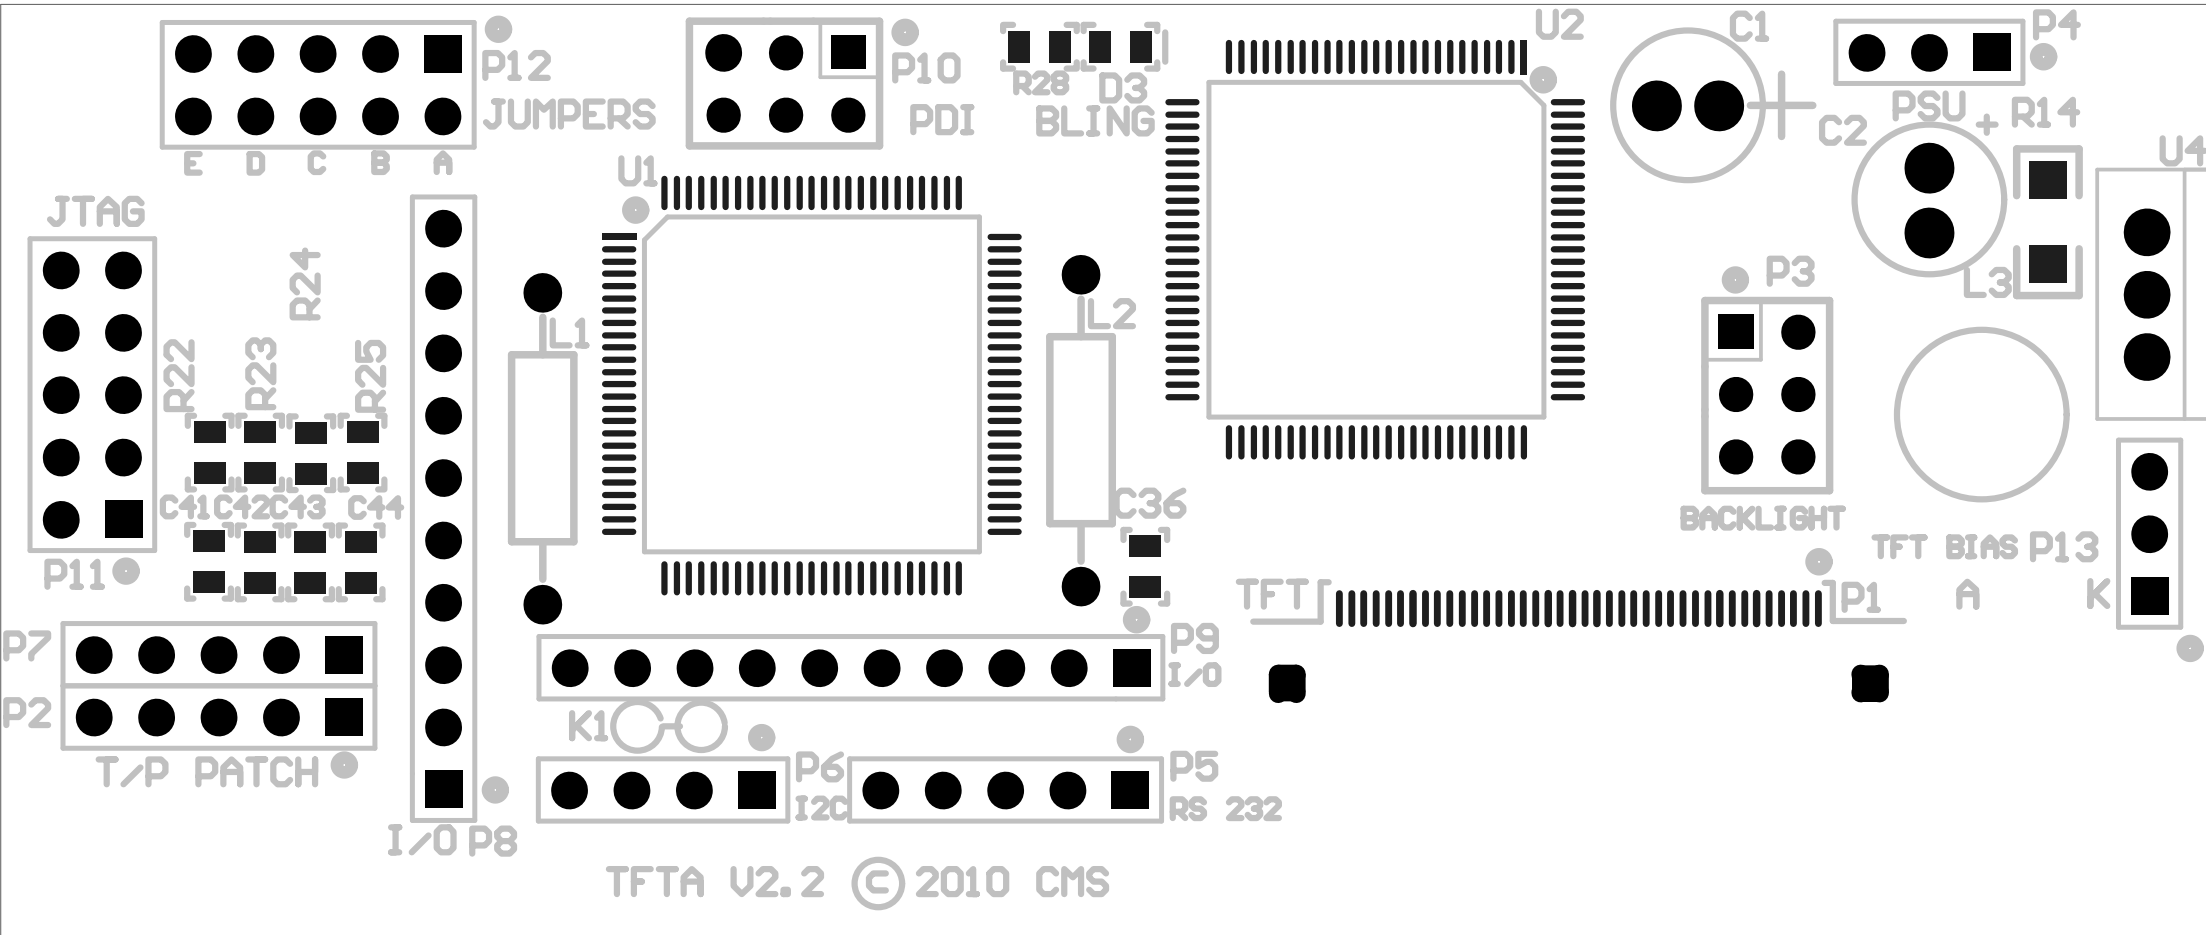 P12
JUMPERS
E D C B A
P10
PDI
R28 D3
BLING
U2
C1
P4
PSU
+ R14
C2
U4
U1
JTAG
R24
L1
L2
P3
L3
R22 R23 R25
C41 C42 C43 C44
C36
BACKLIGHT
TFT BIAS P13
A K
P11
TFT P1
P7
P2
T/P PATCH
P9
I/O
K1
P6
I2C
P5
RS 232
I/O P8
TFTA V2.2 © 2010 CMS